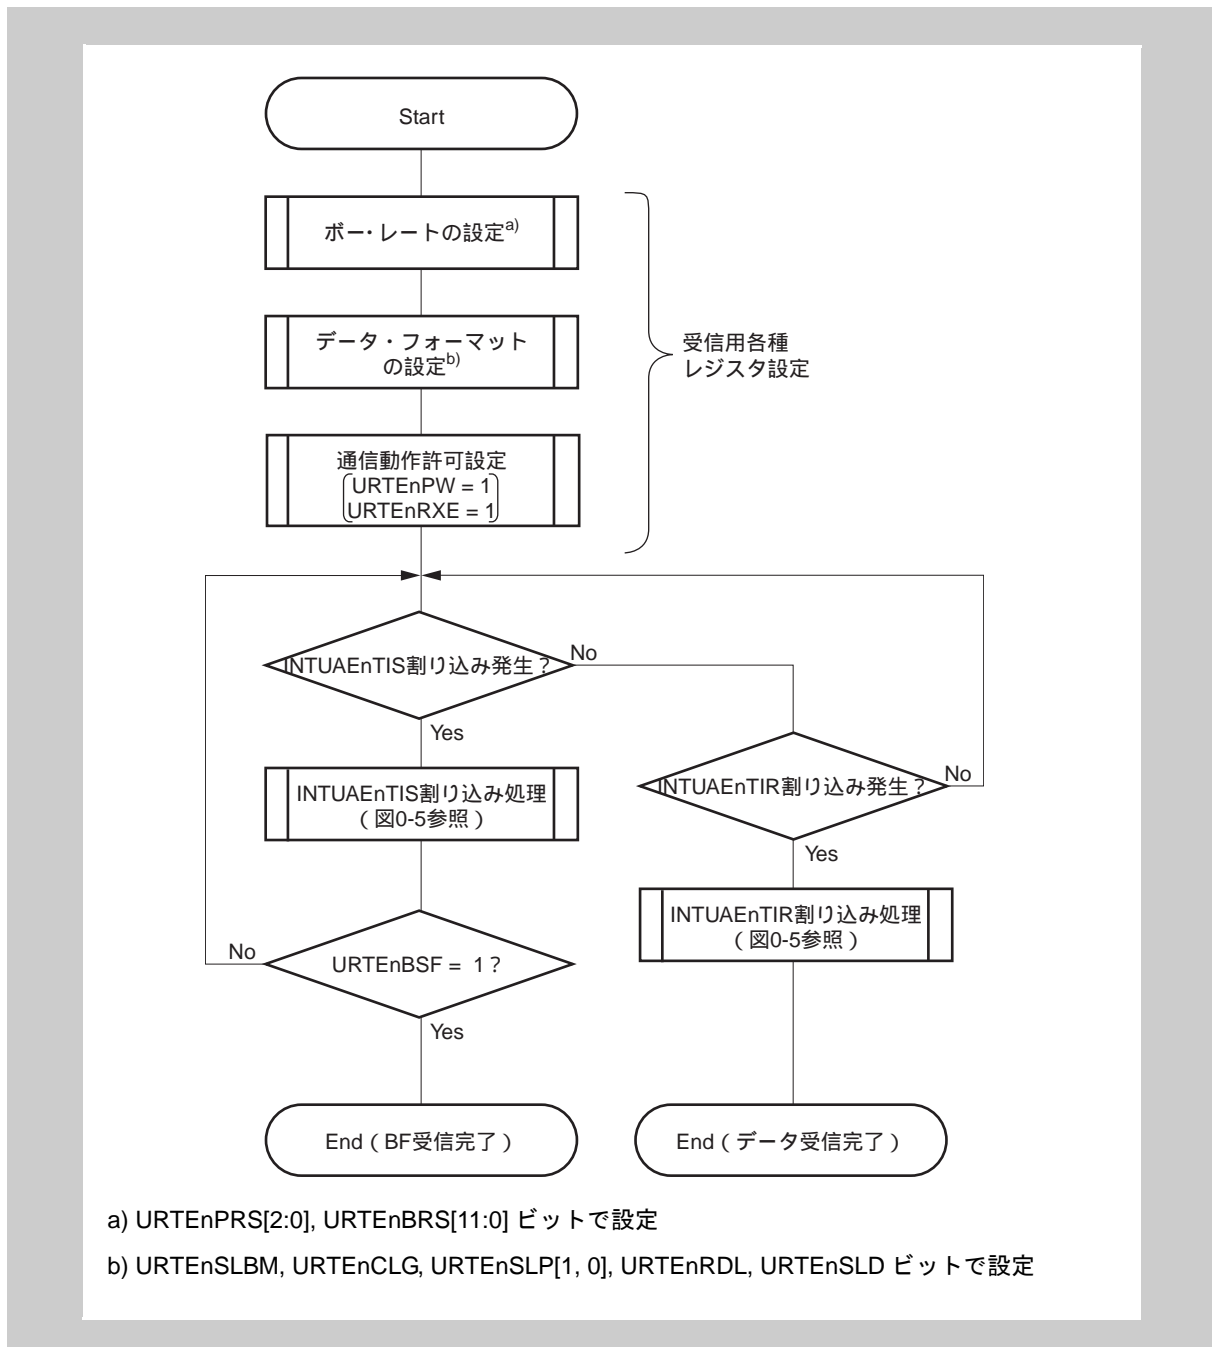 Start
ボー・レートの設定a)
データ・フォーマット
の設定b)
通信動作許可設定
URTEnPW = 1
URTEnRXE = 1
受信用各種
レジスタ設定
INTUAEnTIS割り込み発生？
No
Yes
INTUAEnTIS割り込み処理
（図0-5参照）
INTUAEnTIR割り込み発生？
No
Yes
INTUAEnTIR割り込み処理
（図0-5参照）
URTEnBSF = 1？
No
Yes
End（BF受信完了）
End（データ受信完了）
a) URTEnPRS[2:0], URTEnBRS[11:0] ビットで設定
b) URTEnSLBM, URTEnCLG, URTEnSLP[1, 0], URTEnRDL, URTEnSLD ビットで設定